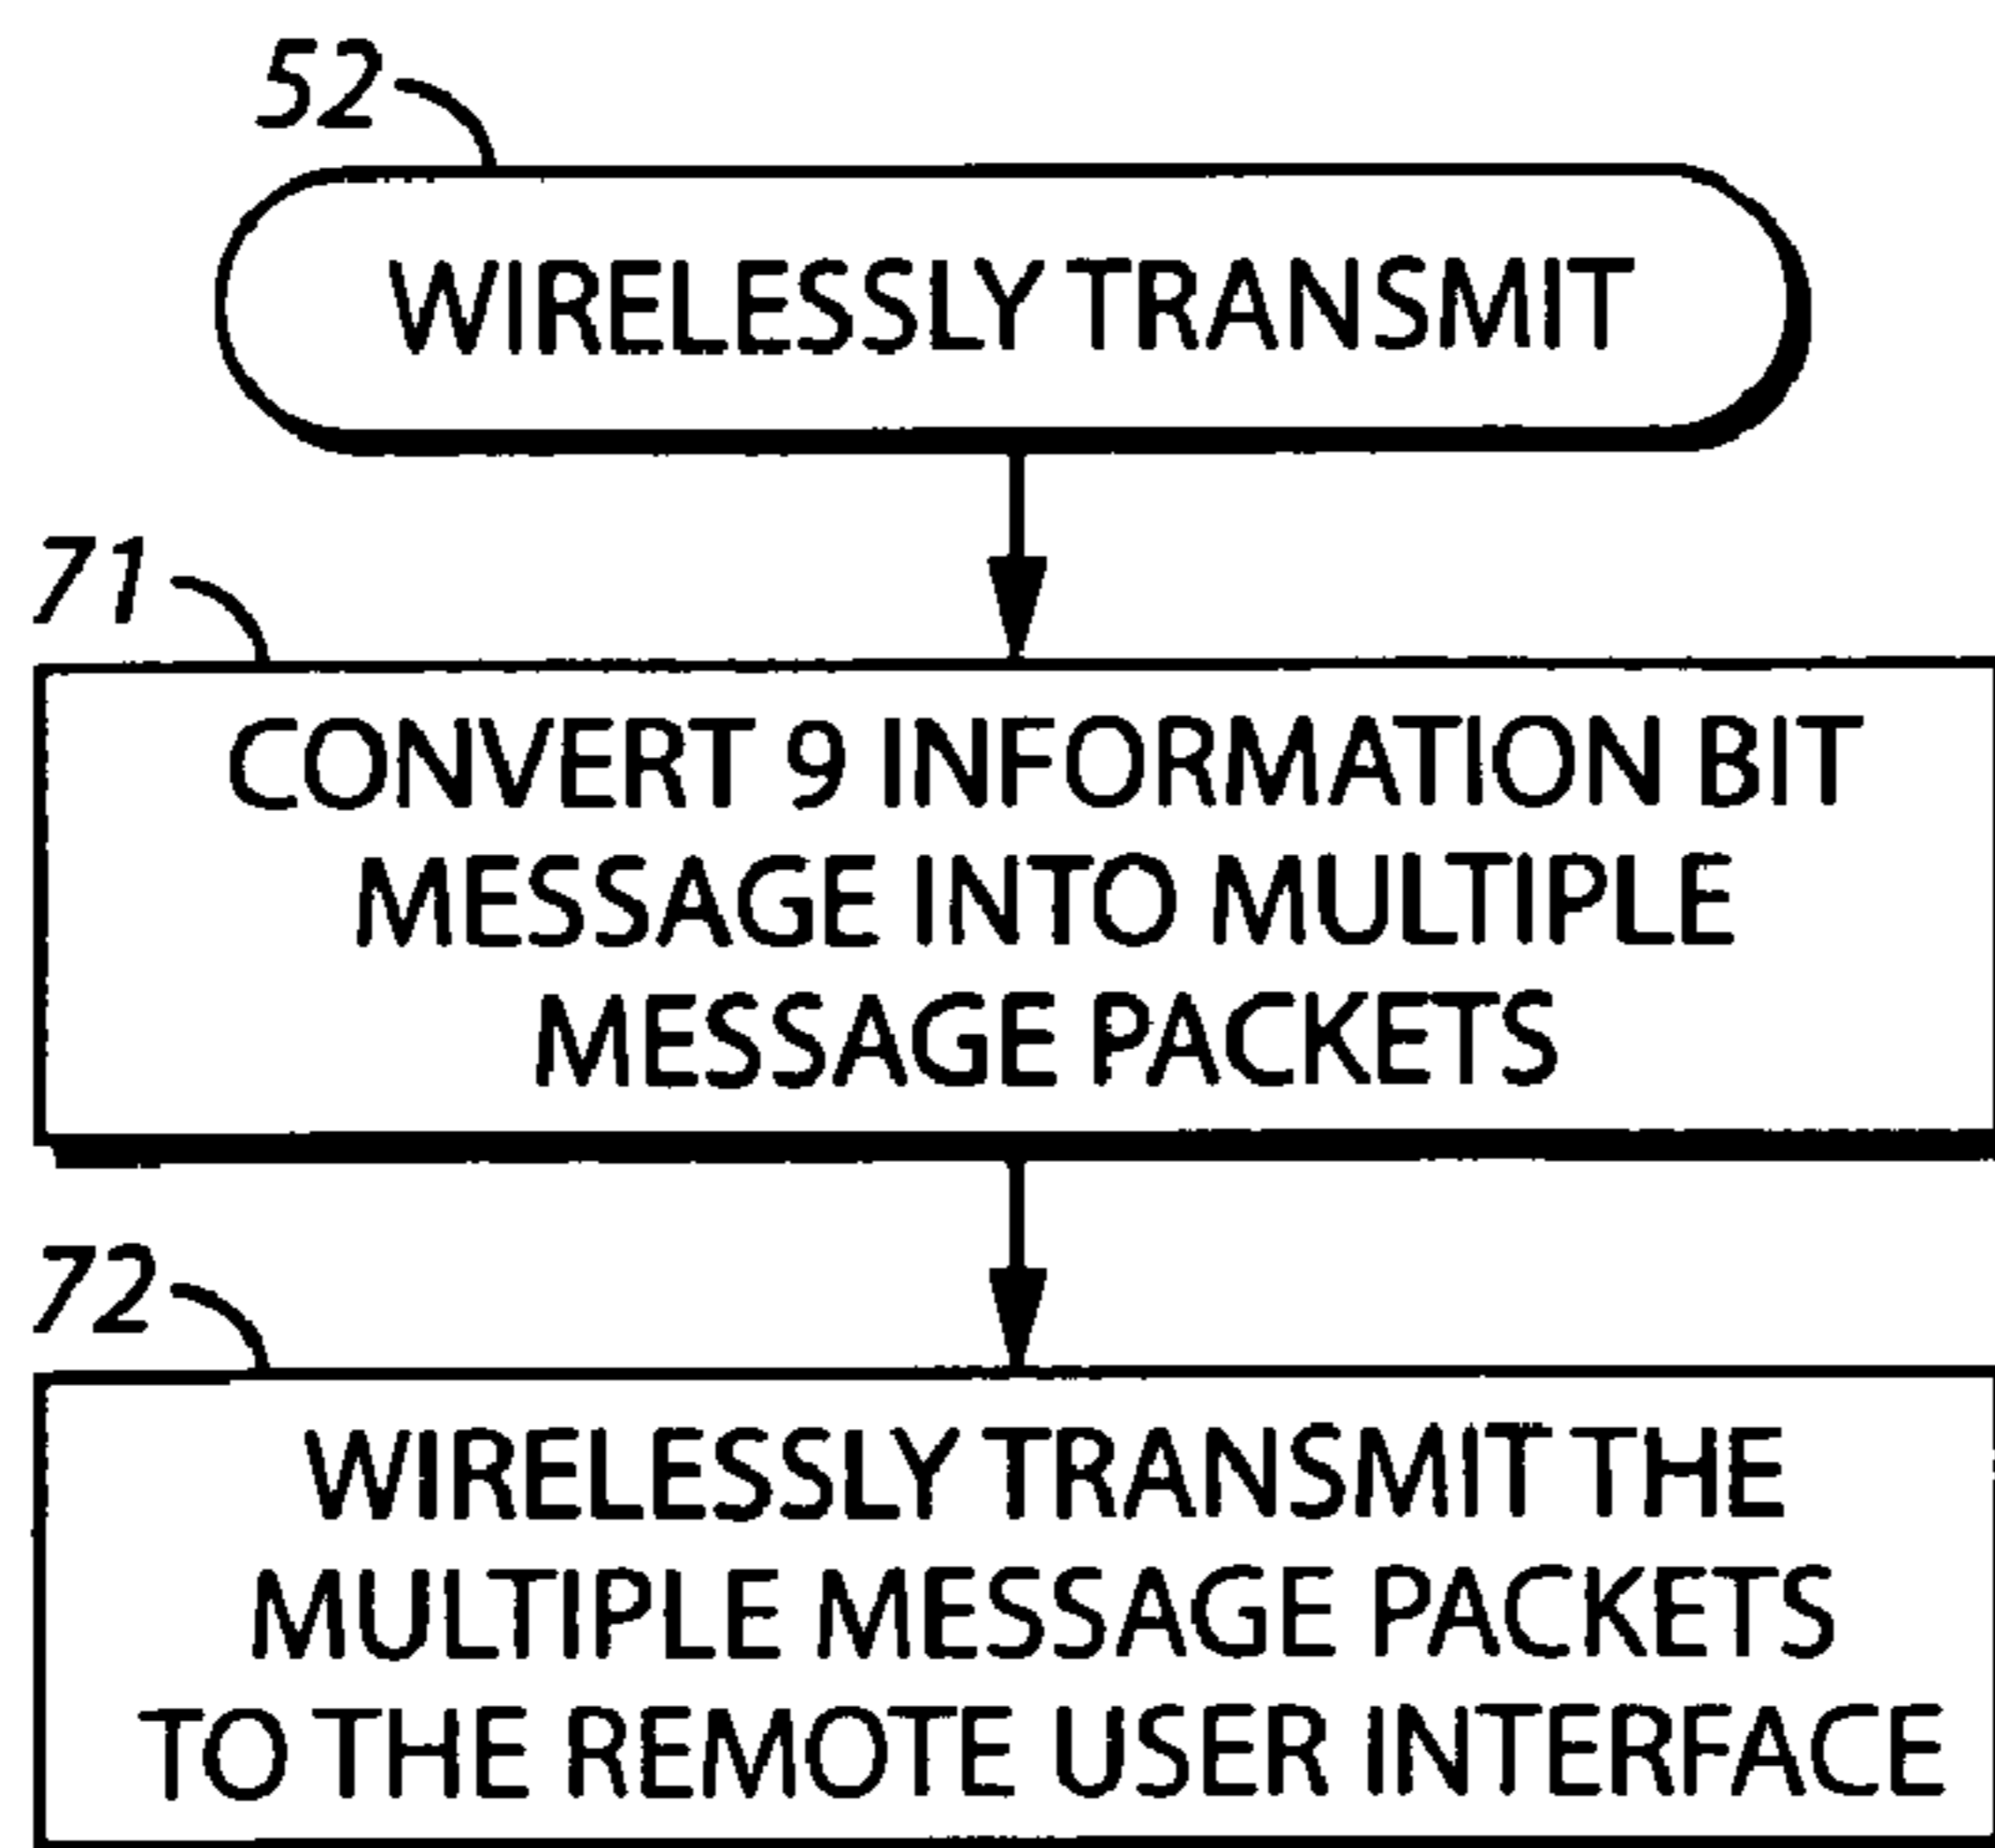 52
WIRELESSLY TRANSMIT
71
CONVERT 9 INFORMATION BIT
MESSAGE INTO MULTIPLE
MESSAGE PACKETS
72
WIRELESSLY TRANSMIT THE
MULTIPLE MESSAGE PACKETS
TO THE REMOTE USER INTERFACE